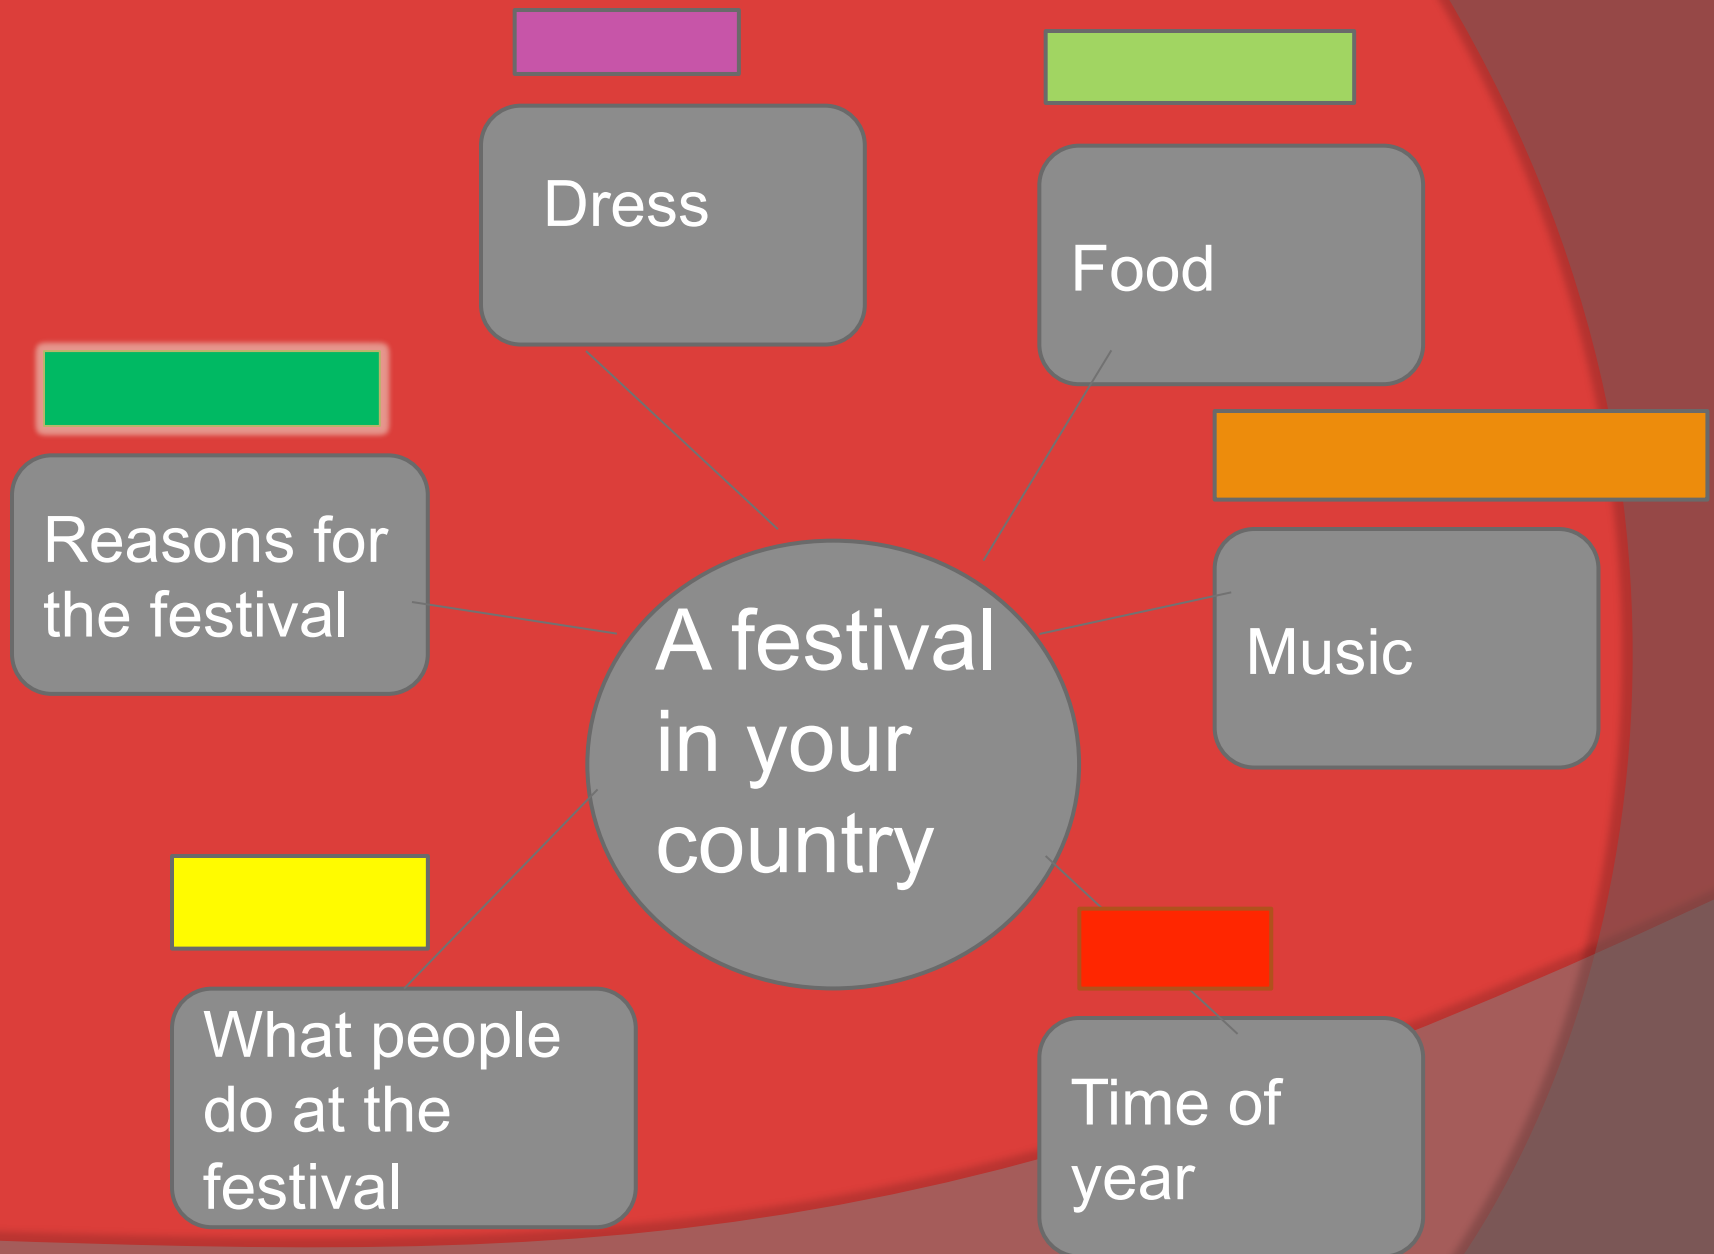 Dress
Food
Reasons for
the festival
A festival
in your
country
Music
What people
do at the
festival
Time of
year